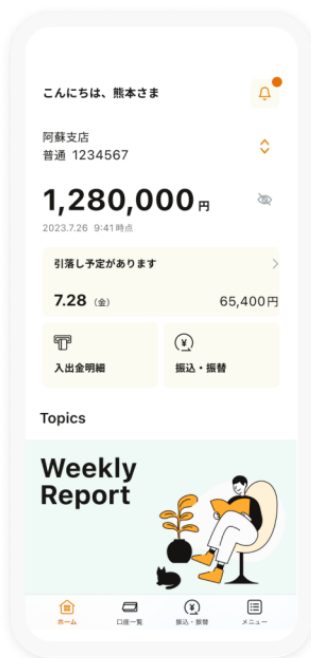 こんにちは、熊本さま
阿蘇支店
普通 1234567
1,280,000 円
2023.7.26 9:41時点
引落し予定があります
7.28 (金) 65,400円
入出金明細 振込・振替
Topics
Weekly
Report
ホーム 口座一覧 振込・振替 メニュー